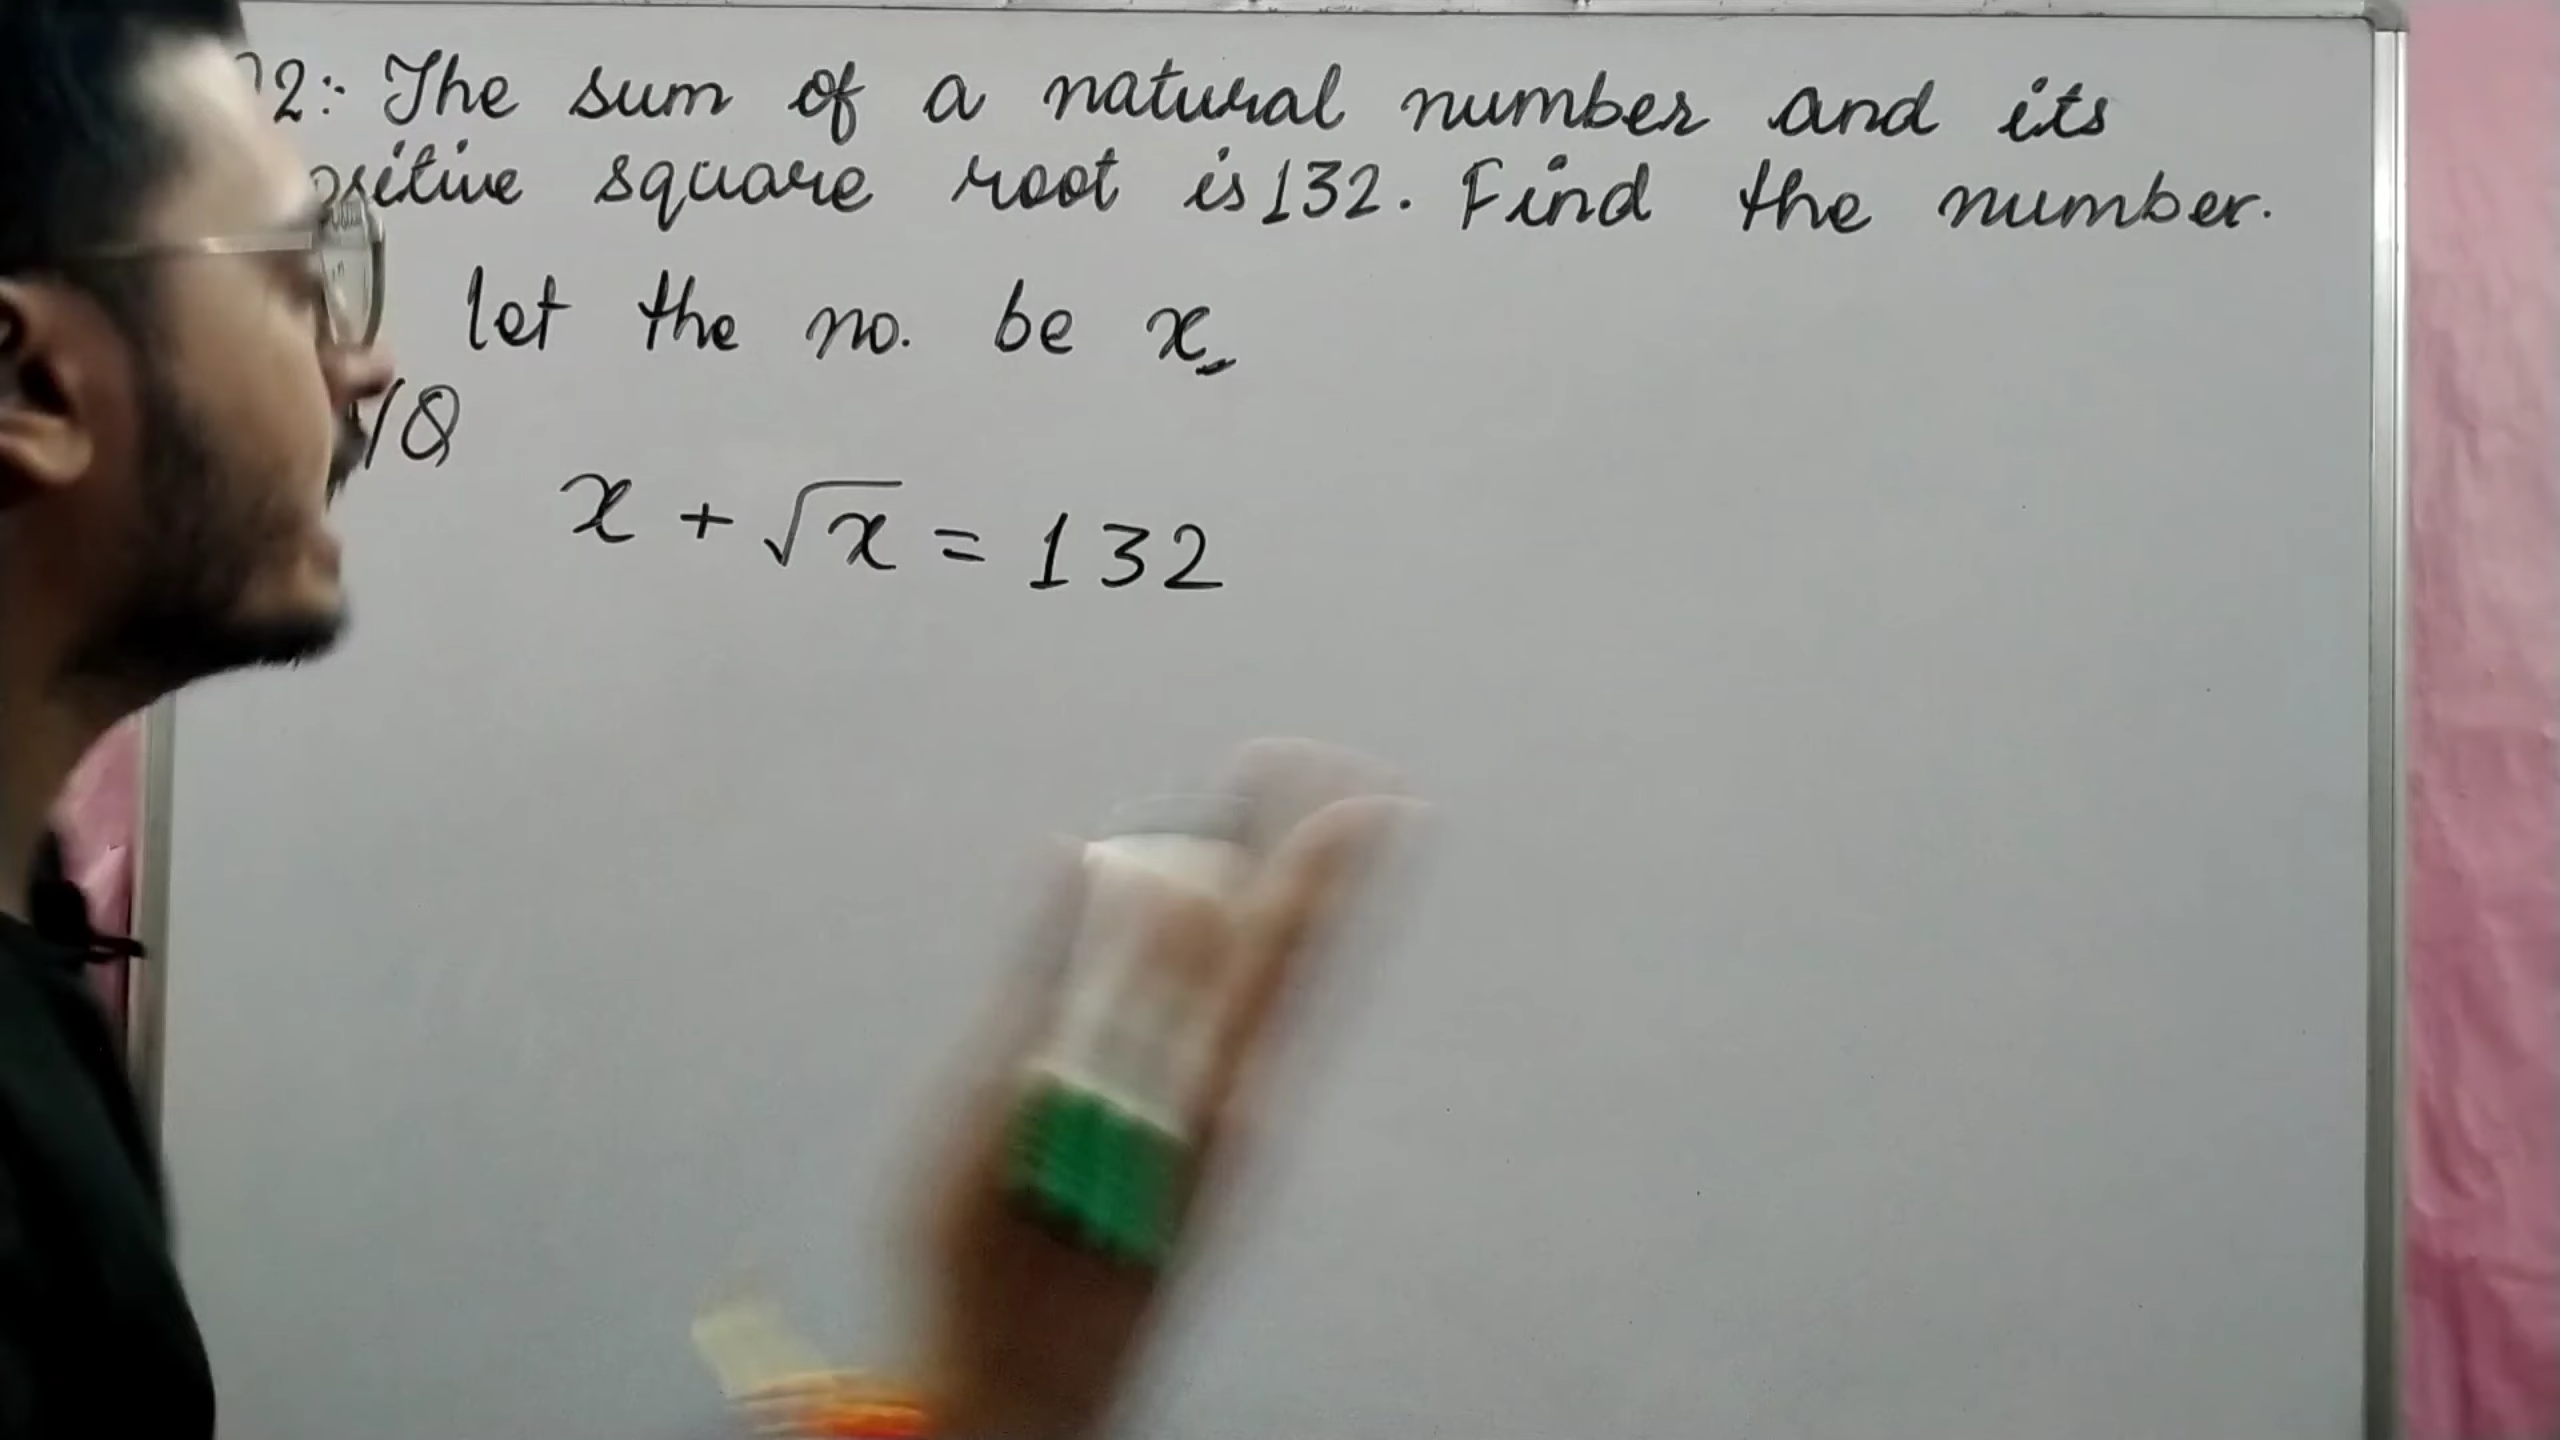 2:- The sum of a natural number and its
positive square root is 132. Find the number.
let the no. be x
/Q
x + √x = 132